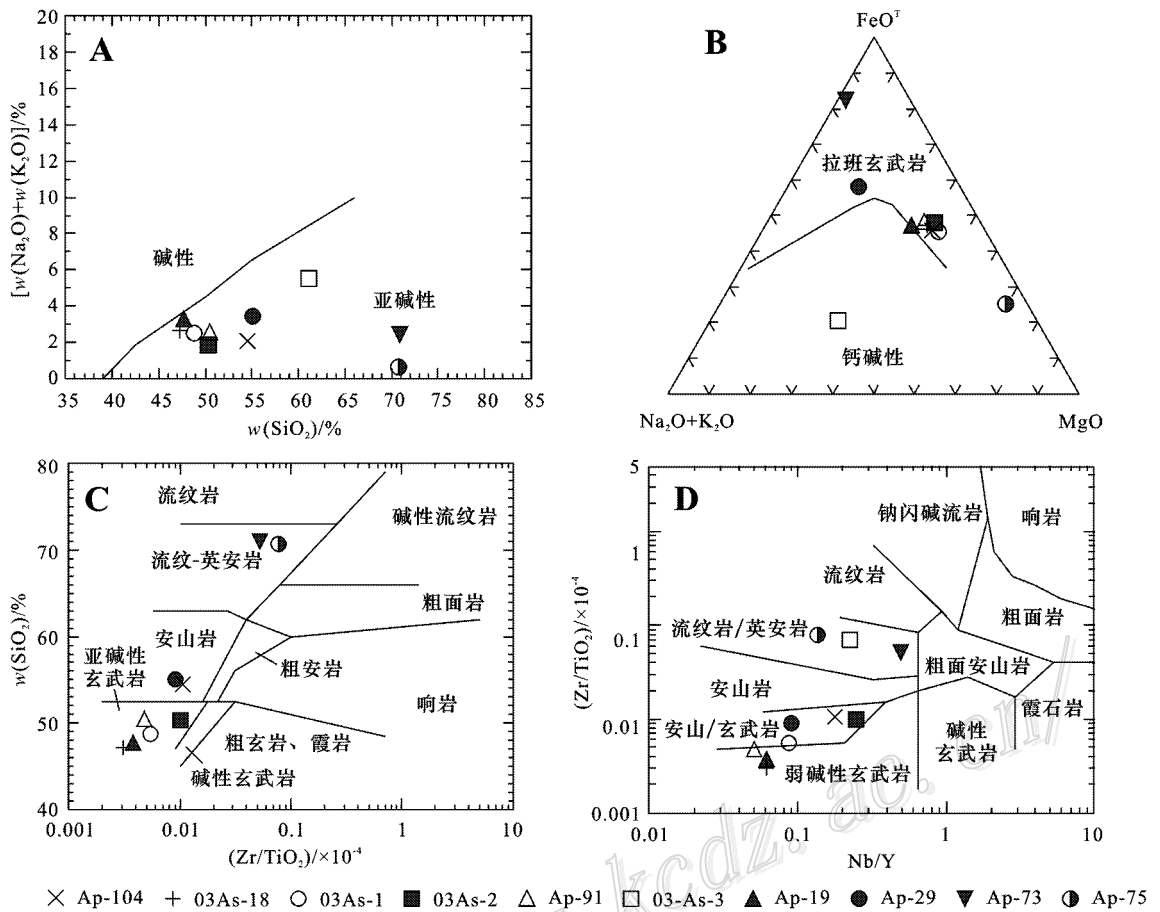 A
[w(Na₂O)+w(K₂O)]/%
20
18
16
14
12
10
8
6
4
2
0
碱性
亚碱性
35 40 45 50 55 60 65 70 75 80 85
w(SiO₂)/%
B
FeOᵀ
拉班玄武岩
钙碱性
Na₂O+K₂O
MgO
C
w(SiO₂)/%
80
70
60
50
40
流纹岩
碱性流纹岩
流纹-英安岩
粗面岩
安山岩
亚碱性
玄武岩
粗安岩
响岩
粗玄岩、霞岩
碱性玄武岩
0.001 0.01 0.1 1 10
(Zr/TiO₂)/×10⁻⁴
D
(Zr/TiO₂)/×10⁻⁴
5
1
0.1
0.01
0.001
钠闪碱流岩
响岩
流纹岩
粗面岩
流纹岩/英安岩
粗面安山岩
安山岩
霞石岩
安山/玄武岩
碱性
玄武岩
弱碱性玄武岩
0.01 0.1 1 10
Nb/Y
Ap-104 03As-18 03As-1 03As-2 Ap-91 03-As-3 Ap-19 Ap-29 Ap-73 Ap-75
kcdz.ac.cn/